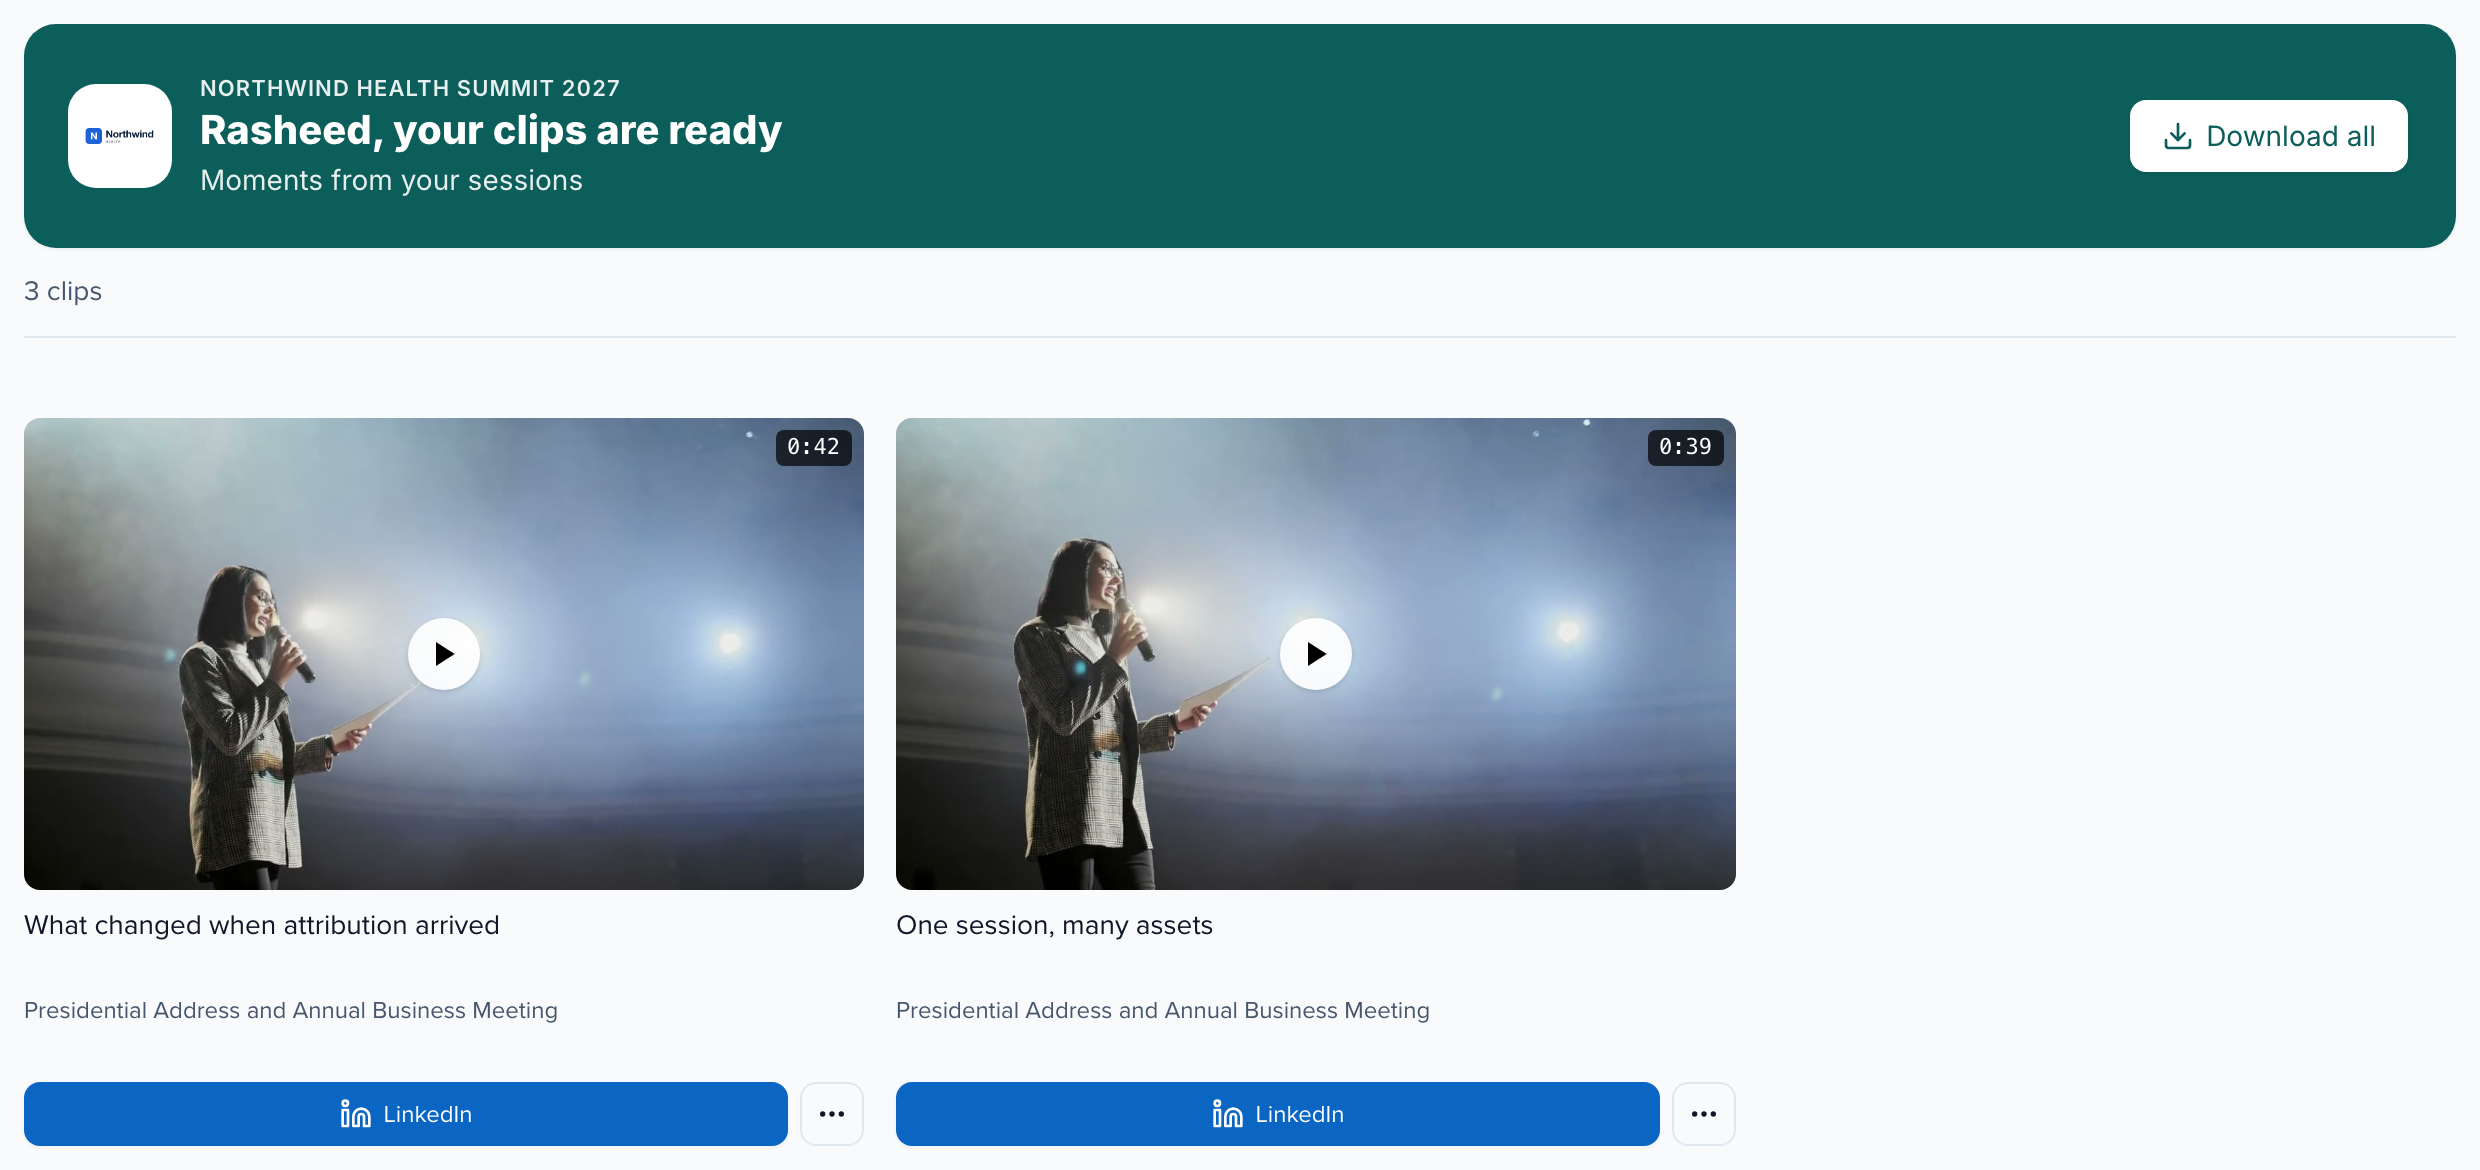 N Northwind
HEALTH
NORTHWIND HEALTH SUMMIT 2027
Rasheed, your clips are ready
Moments from your sessions
Download all
3 clips
0:42
0:39
What changed when attribution arrived
One session, many assets
Presidential Address and Annual Business Meeting
Presidential Address and Annual Business Meeting
LinkedIn
LinkedIn